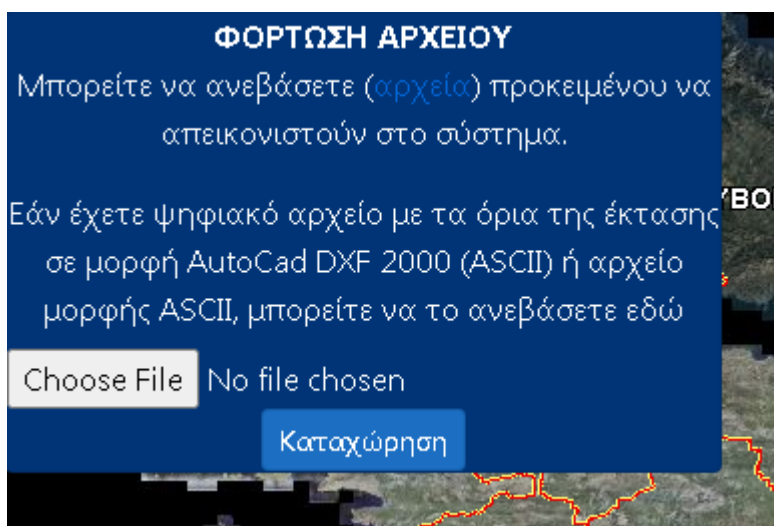 ΦΟΡΤΩΣΗ ΑΡΧΕΙΟΥ
Μπορείτε να ανεβάσετε (αρχεία) προκειμένου να
απεικονιστούν στο σύστημα.
Εάν έχετε ψηφιακό αρχείο με τα όρια της έκτασης
σε μορφή AutoCad DXF 2000 (ASCII) ή αρχείο
μορφής ASCII, μπορείτε να το ανεβάσετε εδώ
Choose File No file chosen
Καταχώρηση